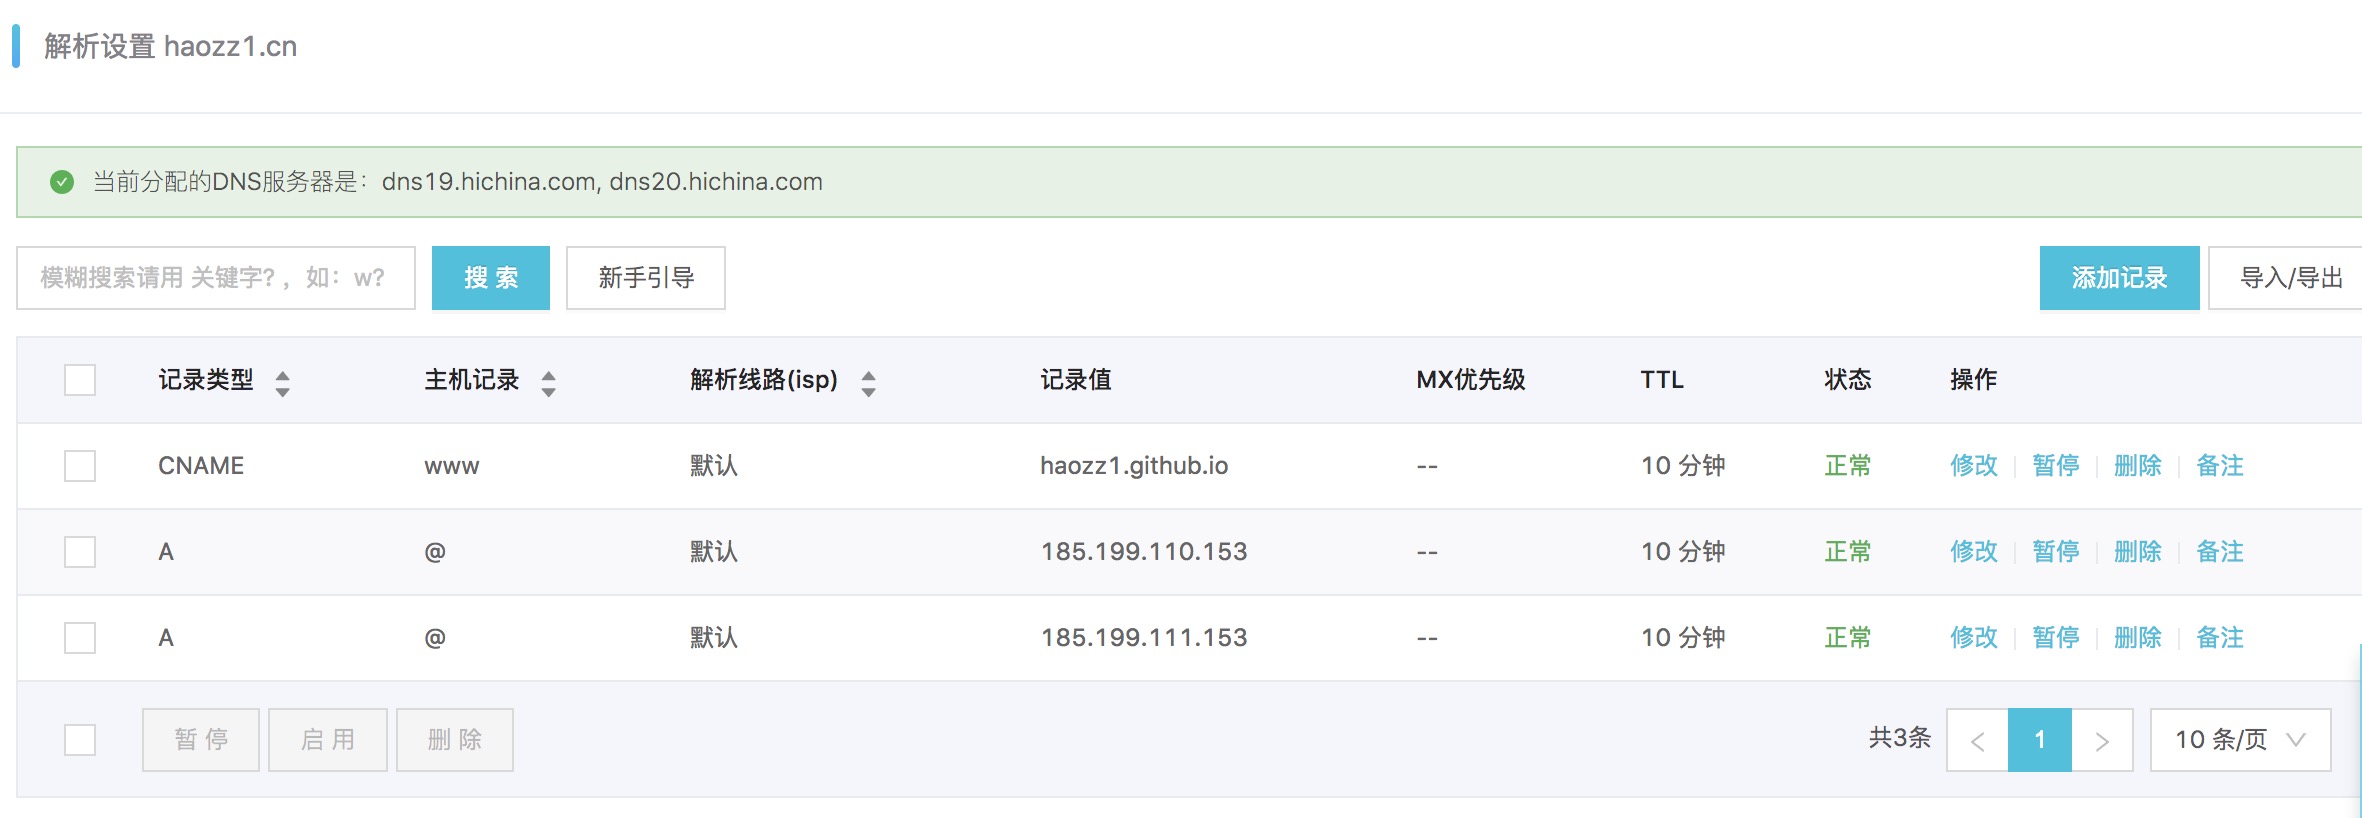 解析设置 haozz1.cn
当前分配的DNS服务器是：dns19.hichina.com, dns20.hichina.com
模糊搜索请用 关键字?，如：w? 搜 索 新手引导 添加记录 导入/导出
记录类型 主机记录 解析线路(isp) 记录值 MX优先级 TTL 状态 操作
CNAME www 默认 haozz1.github.io -- 10 分钟 正常 修改 暂停 删除 备注
A @ 默认 185.199.110.153 -- 10 分钟 正常 修改 暂停 删除 备注
A @ 默认 185.199.111.153 -- 10 分钟 正常 修改 暂停 删除 备注
暂 停 启 用 删 除 共3条 < 1 > 10 条/页